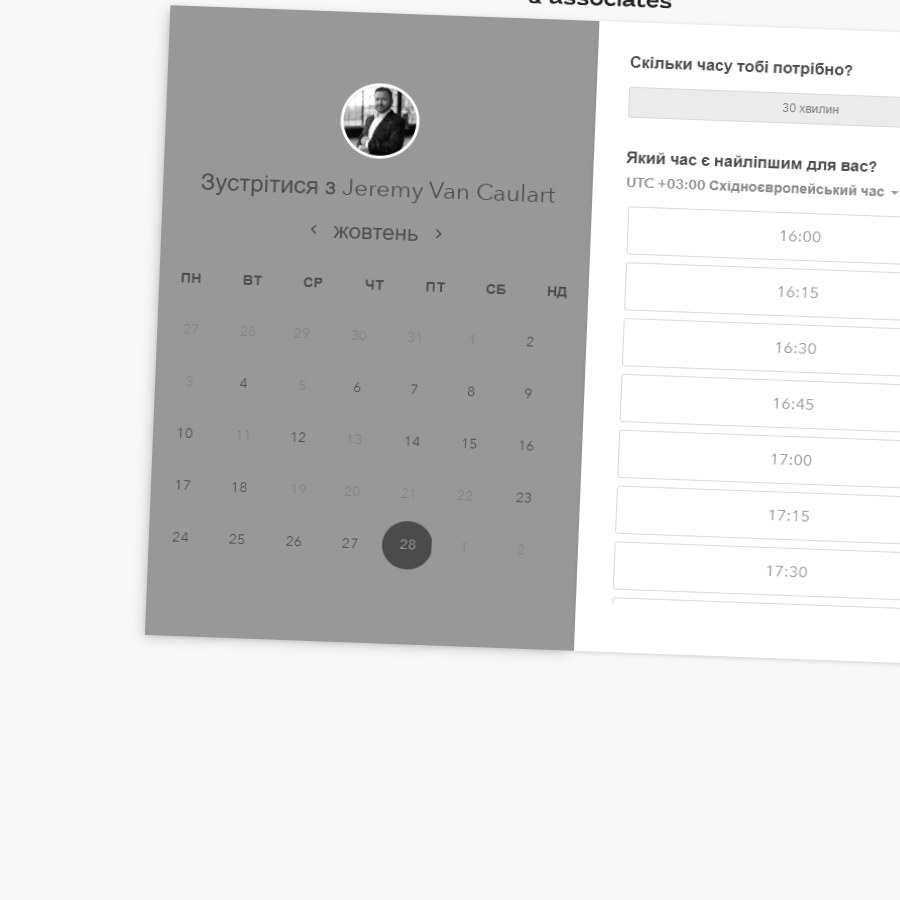 & associates
Зустрітися з Jeremy Van Caulart
‹ жовтень ›
ПН ВТ СР ЧТ ПТ СБ НД
27 28 29 30 31 1 2
3 4 5 6 7 8 9
10 11 12 13 14 15 16
17 18 19 20 21 22 23
24 25 26 27 28 1 2
Скільки часу тобі потрібно?
30 хвилин
Який час є найліпшим для вас?
UTC +03:00 Східноєвропейський час
16:00
16:15
16:30
16:45
17:00
17:15
17:30